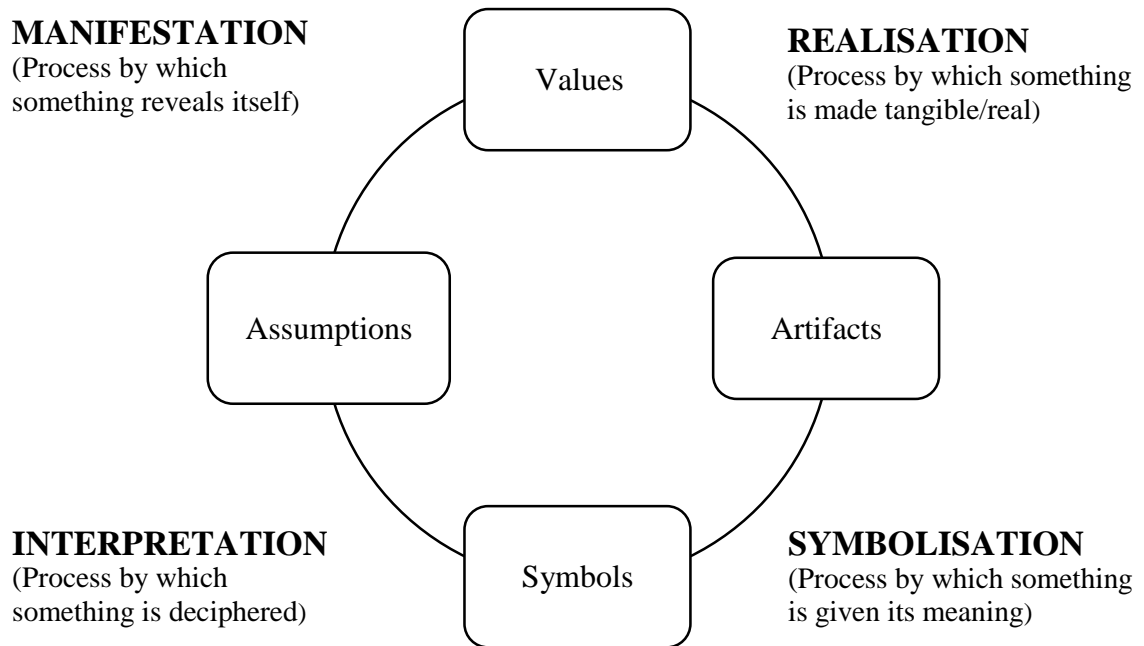 MANIFESTATION
(Process by which
something reveals itself)
Values
REALISATION
(Process by which something
is made tangible/real)
Assumptions
Artifacts
INTERPRETATION
(Process by which
something is deciphered)
Symbols
SYMBOLISATION
(Process by which something
is given its meaning)